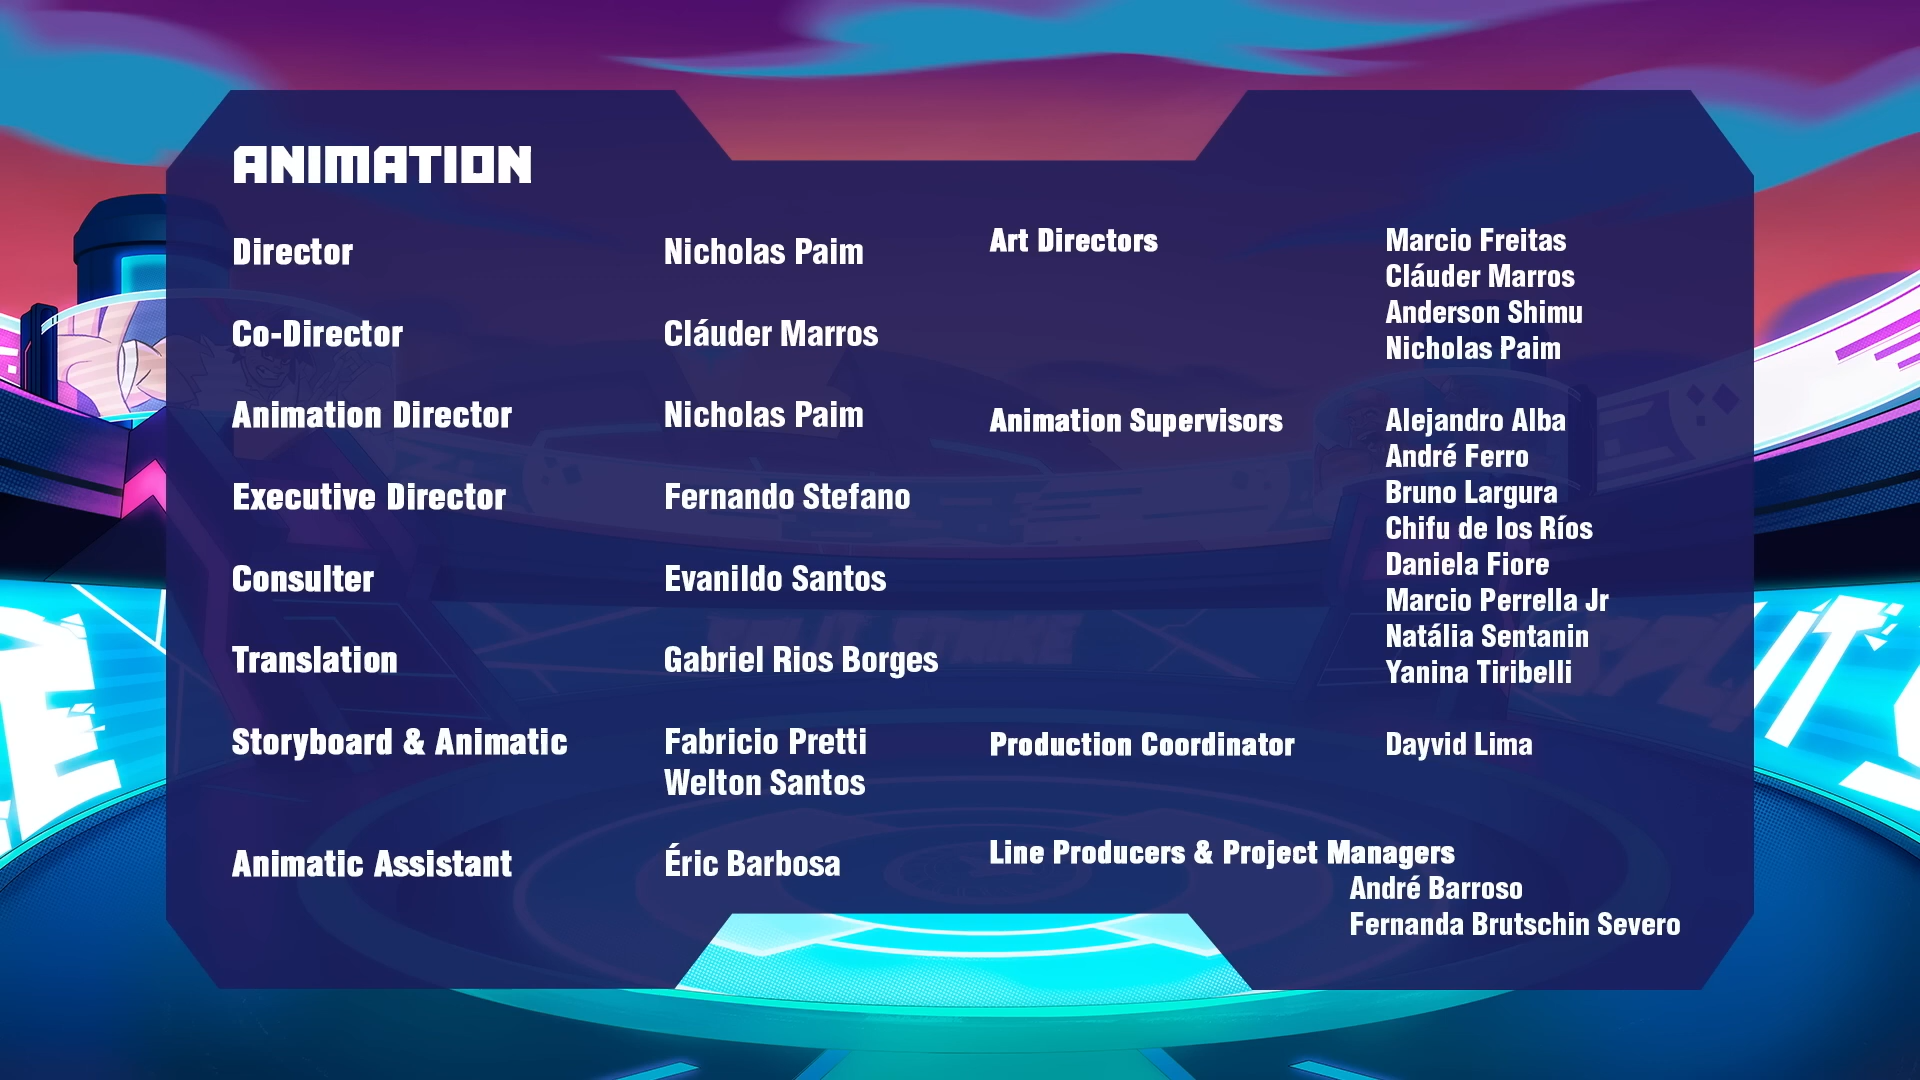 ANIMATION
Director Nicholas Paim
Co-Director Cláuder Marros
Animation Director Nicholas Paim
Executive Director Fernando Stefano
Consulter Evanildo Santos
Translation Gabriel Rios Borges
Storyboard & Animatic Fabricio Pretti
Welton Santos
Animatic Assistant Éric Barbosa
Art Directors Marcio Freitas
Cláuder Marros
Anderson Shimu
Nicholas Paim
Animation Supervisors Alejandro Alba
André Ferro
Bruno Largura
Chifu de los Ríos
Daniela Fiore
Marcio Perrella Jr
Natália Sentanin
Yanina Tiribelli
Production Coordinator Dayvid Lima
Line Producers & Project Managers
André Barroso
Fernanda Brutschin Severo